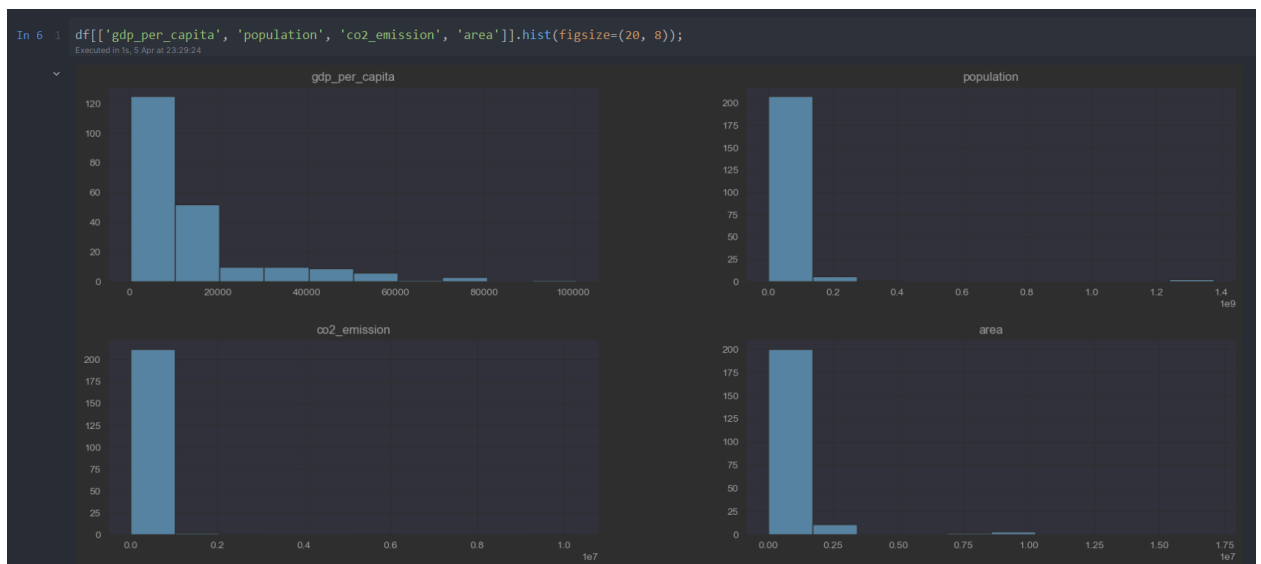 In 6 1 df[['gdp_per_capita', 'population', 'co2_emission', 'area']].hist(figsize=(20, 8));
Executed in 1s, 5 Apr at 23:29:24
gdp_per_capita
120
100
80
60
40
20
0
0 20000 40000 60000 80000 100000
population
200
175
150
125
100
75
50
25
0
0.0 0.2 0.4 0.6 0.8 1.0 1.2 1.4
1e9
co2_emission
200
175
150
125
100
75
50
25
0
0.0 0.2 0.4 0.6 0.8 1.0
1e7
area
200
175
150
125
100
75
50
25
0
0.00 0.25 0.50 0.75 1.00 1.25 1.50 1.75
1e7